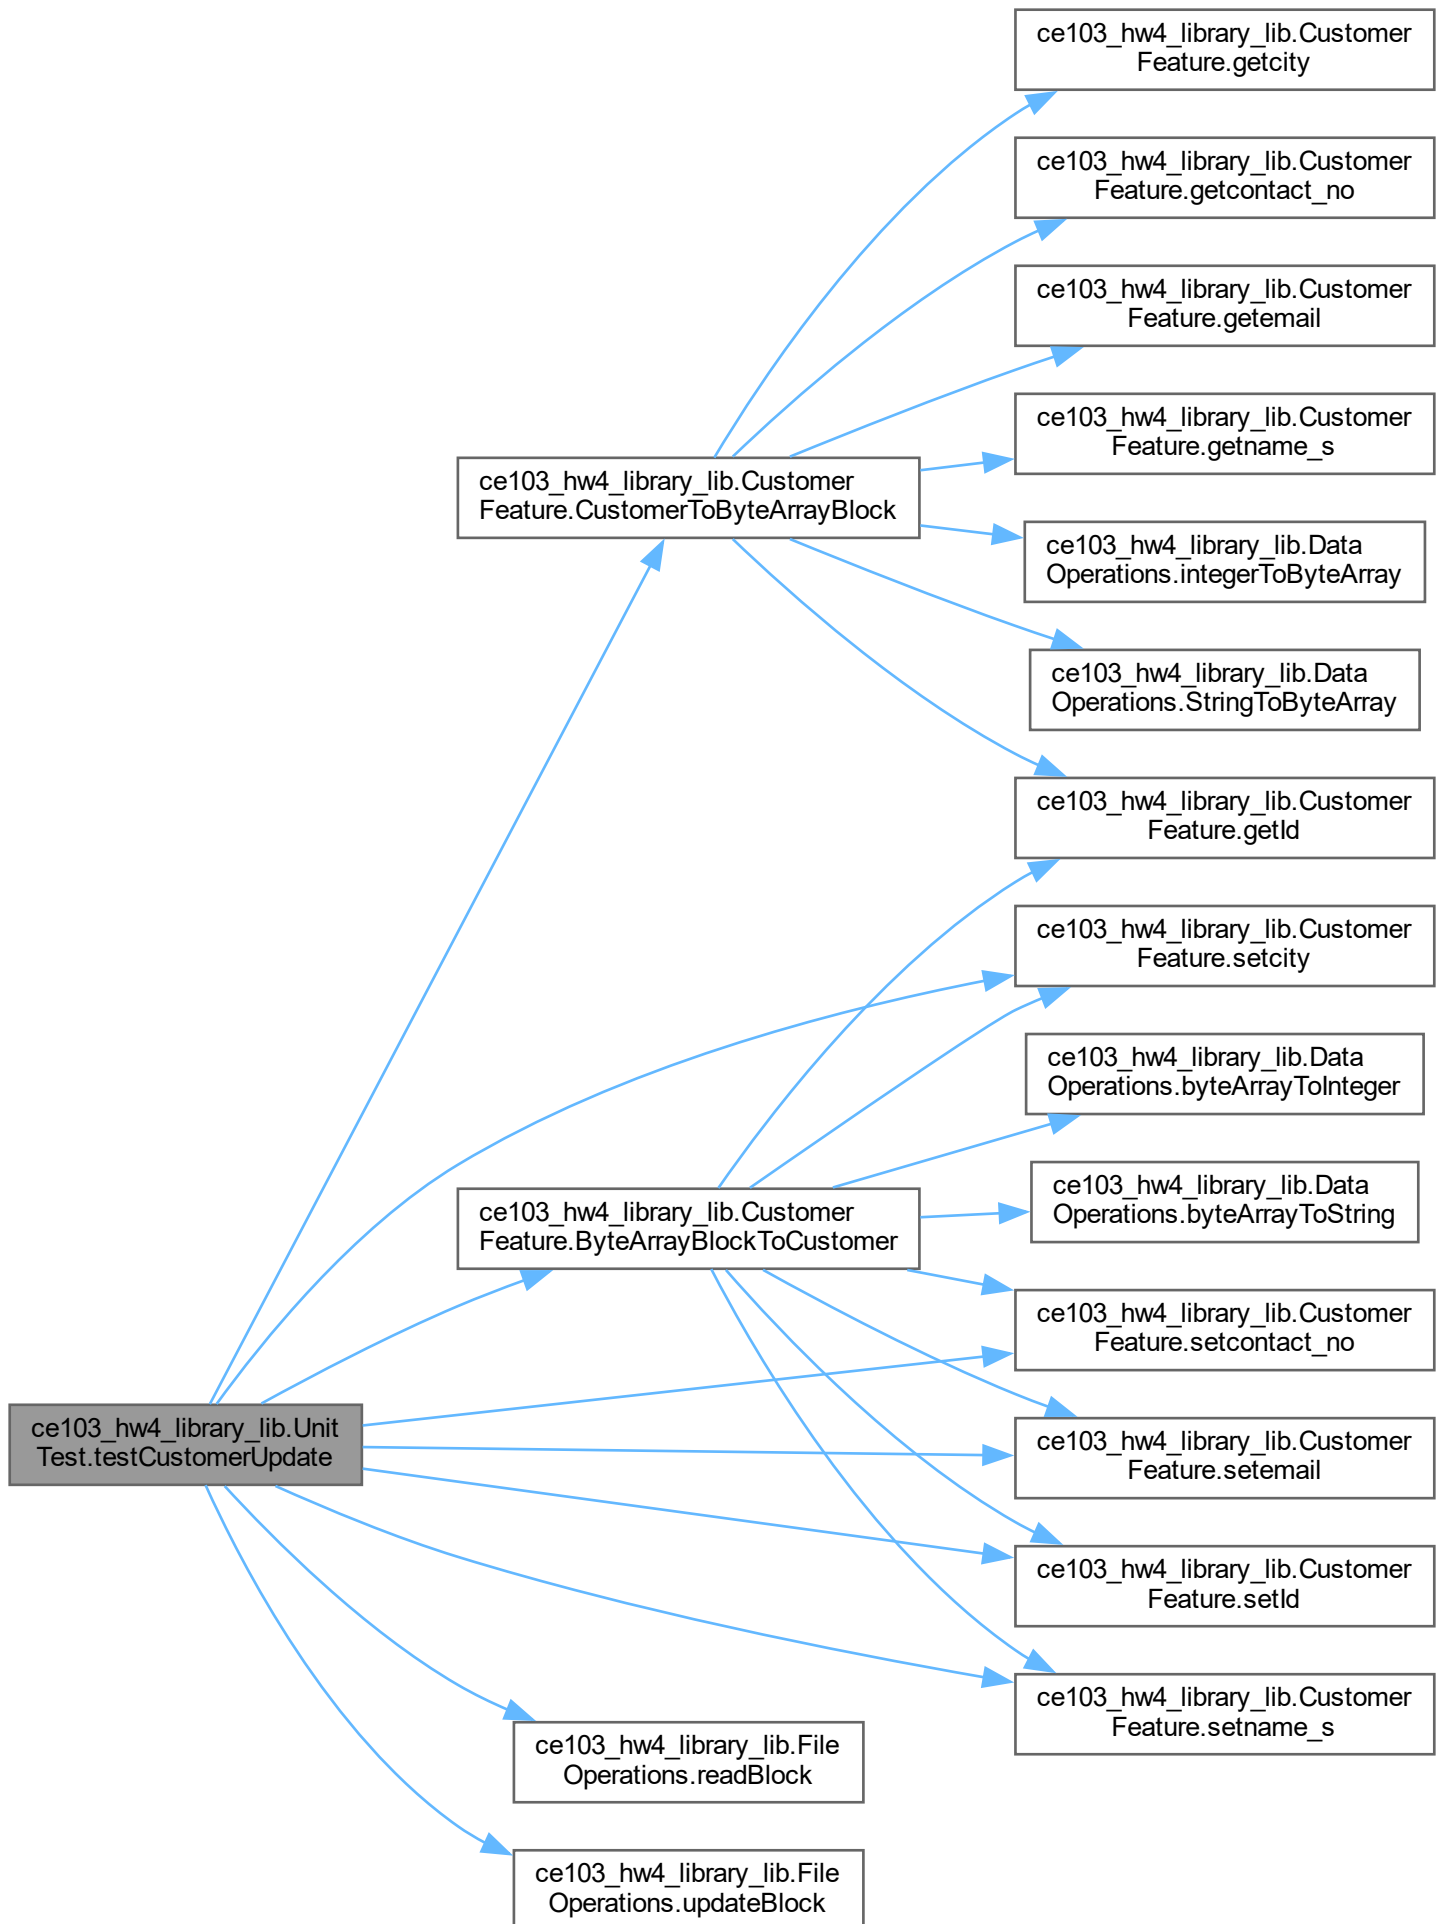 ce103_hw4_library_lib.Customer
Feature.getcity
ce103_hw4_library_lib.Customer
Feature.getcontact_no
ce103_hw4_library_lib.Customer
Feature.getemail
ce103_hw4_library_lib.Customer
Feature.getname_s
ce103_hw4_library_lib.Customer
Feature.CustomerToByteArrayBlock
ce103_hw4_library_lib.Data
Operations.integerToByteArray
ce103_hw4_library_lib.Data
Operations.StringToByteArray
ce103_hw4_library_lib.Customer
Feature.getId
ce103_hw4_library_lib.Customer
Feature.setcity
ce103_hw4_library_lib.Data
Operations.byteArrayToInteger
ce103_hw4_library_lib.Data
Operations.byteArrayToString
ce103_hw4_library_lib.Customer
Feature.ByteArrayBlockToCustomer
ce103_hw4_library_lib.Customer
Feature.setcontact_no
ce103_hw4_library_lib.Unit
Test.testCustomerUpdate
ce103_hw4_library_lib.Customer
Feature.setemail
ce103_hw4_library_lib.Customer
Feature.setId
ce103_hw4_library_lib.Customer
Feature.setname_s
ce103_hw4_library_lib.File
Operations.readBlock
ce103_hw4_library_lib.File
Operations.updateBlock